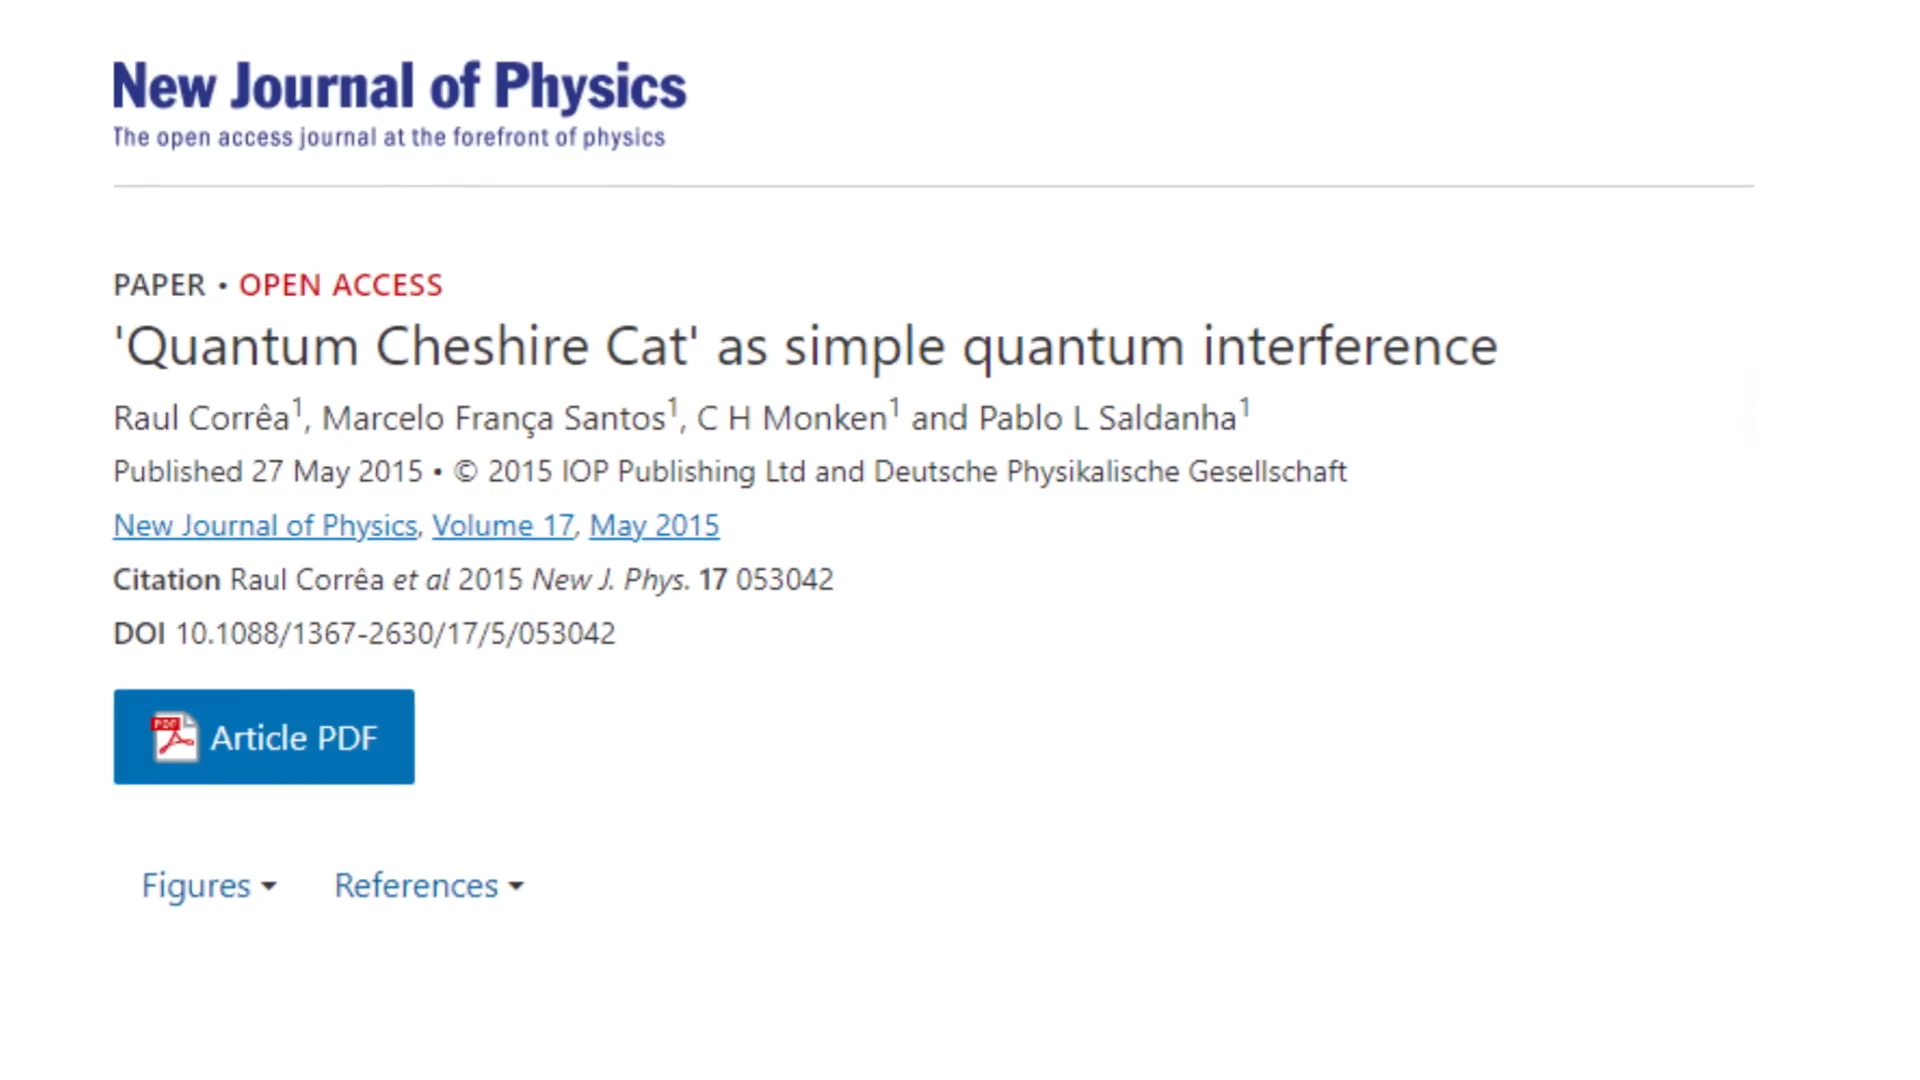 New Journal of Physics
The open access journal at the forefront of physics
PAPER • OPEN ACCESS
'Quantum Cheshire Cat' as simple quantum interference
Raul Corrêa1, Marcelo França Santos1, C H Monken1 and Pablo L Saldanha1
Published 27 May 2015 • © 2015 IOP Publishing Ltd and Deutsche Physikalische Gesellschaft
New Journal of Physics, Volume 17, May 2015
Citation Raul Corrêa et al 2015 New J. Phys. 17 053042
DOI 10.1088/1367-2630/17/5/053042
PDF Article PDF
Figures References